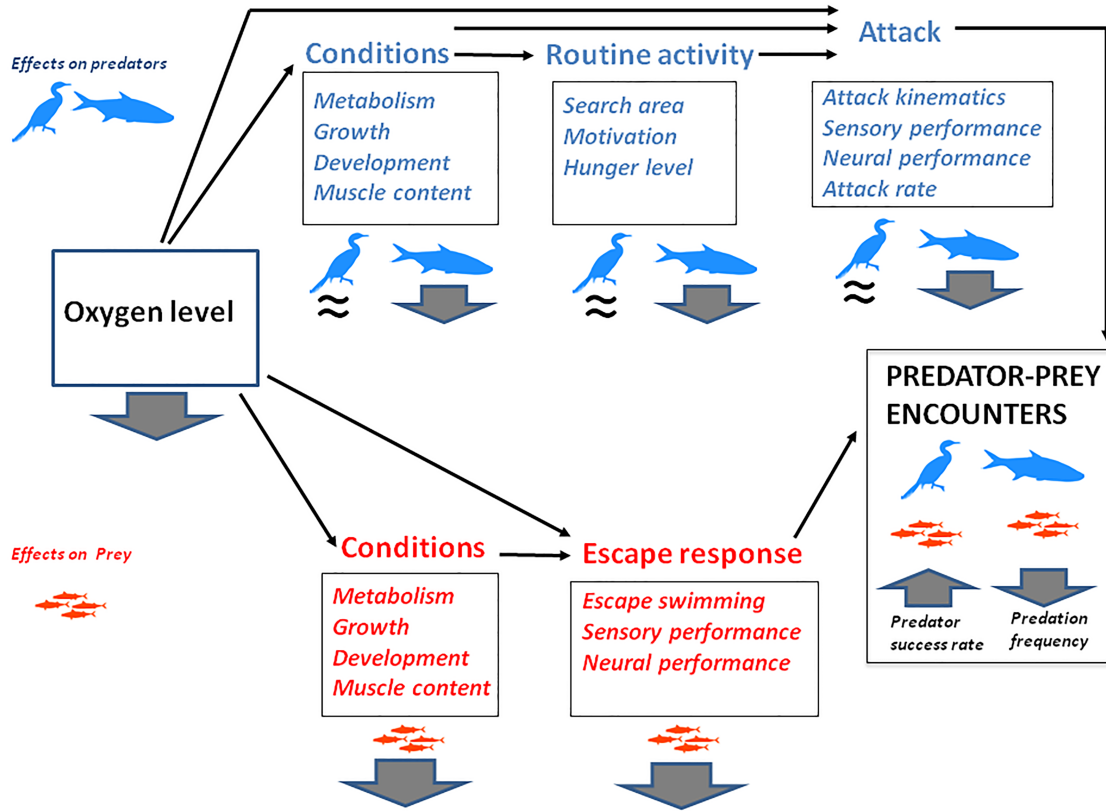 Effects on predators
Conditions
Metabolism
Growth
Development
Muscle content
Routine activity
Search area
Motivation
Hunger level
Attack
Attack kinematics
Sensory performance
Neural performance
Attack rate
≈
≈
≈
Oxygen level
PREDATOR-PREY
ENCOUNTERS
Predator
success rate
Predation
frequency
Effects on Prey
Conditions
Metabolism
Growth
Development
Muscle content
Escape response
Escape swimming
Sensory performance
Neural performance